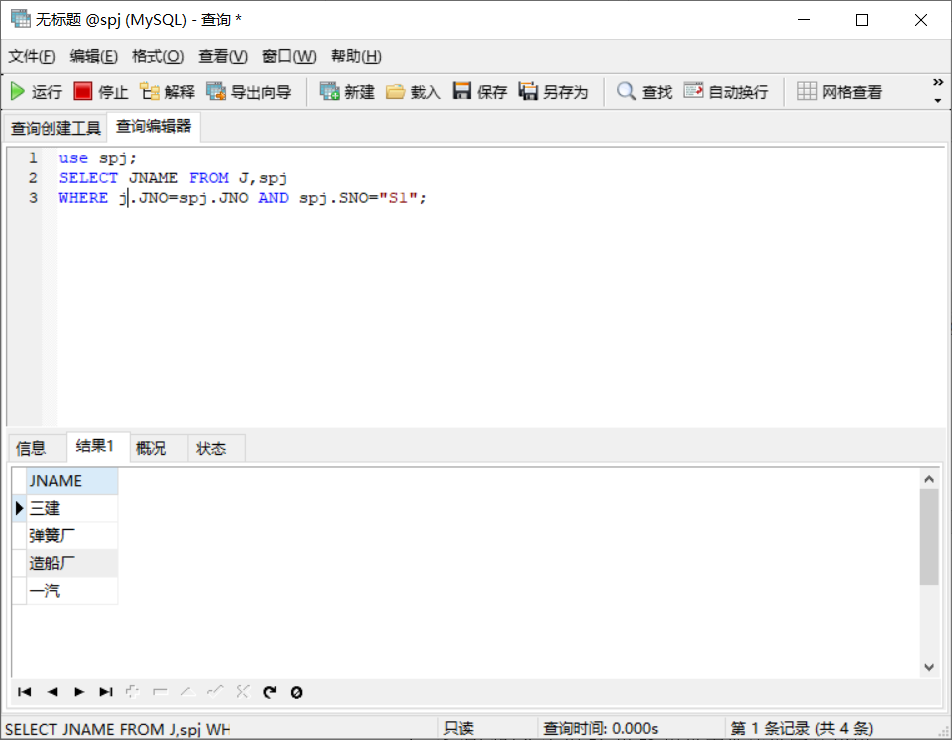 无标题 @spj (MySQL) - 查询 *
文件(F) 编辑(E) 格式(O) 查看(V) 窗口(W) 帮助(H)
运行 停止 解释 导出向导 新建 载入 保存 另存为 查找 自动换行 网格查看 »
查询创建工具 查询编辑器
1 use spj;
2 SELECT JNAME FROM J,spj
3 WHERE j.JNO=spj.JNO AND spj.SNO="S1";
信息 结果1 概况 状态
JNAME
三建
弹簧厂
造船厂
一汽
SELECT JNAME FROM J,spj WH 只读 查询时间: 0.000s 第 1 条记录 (共 4 条)